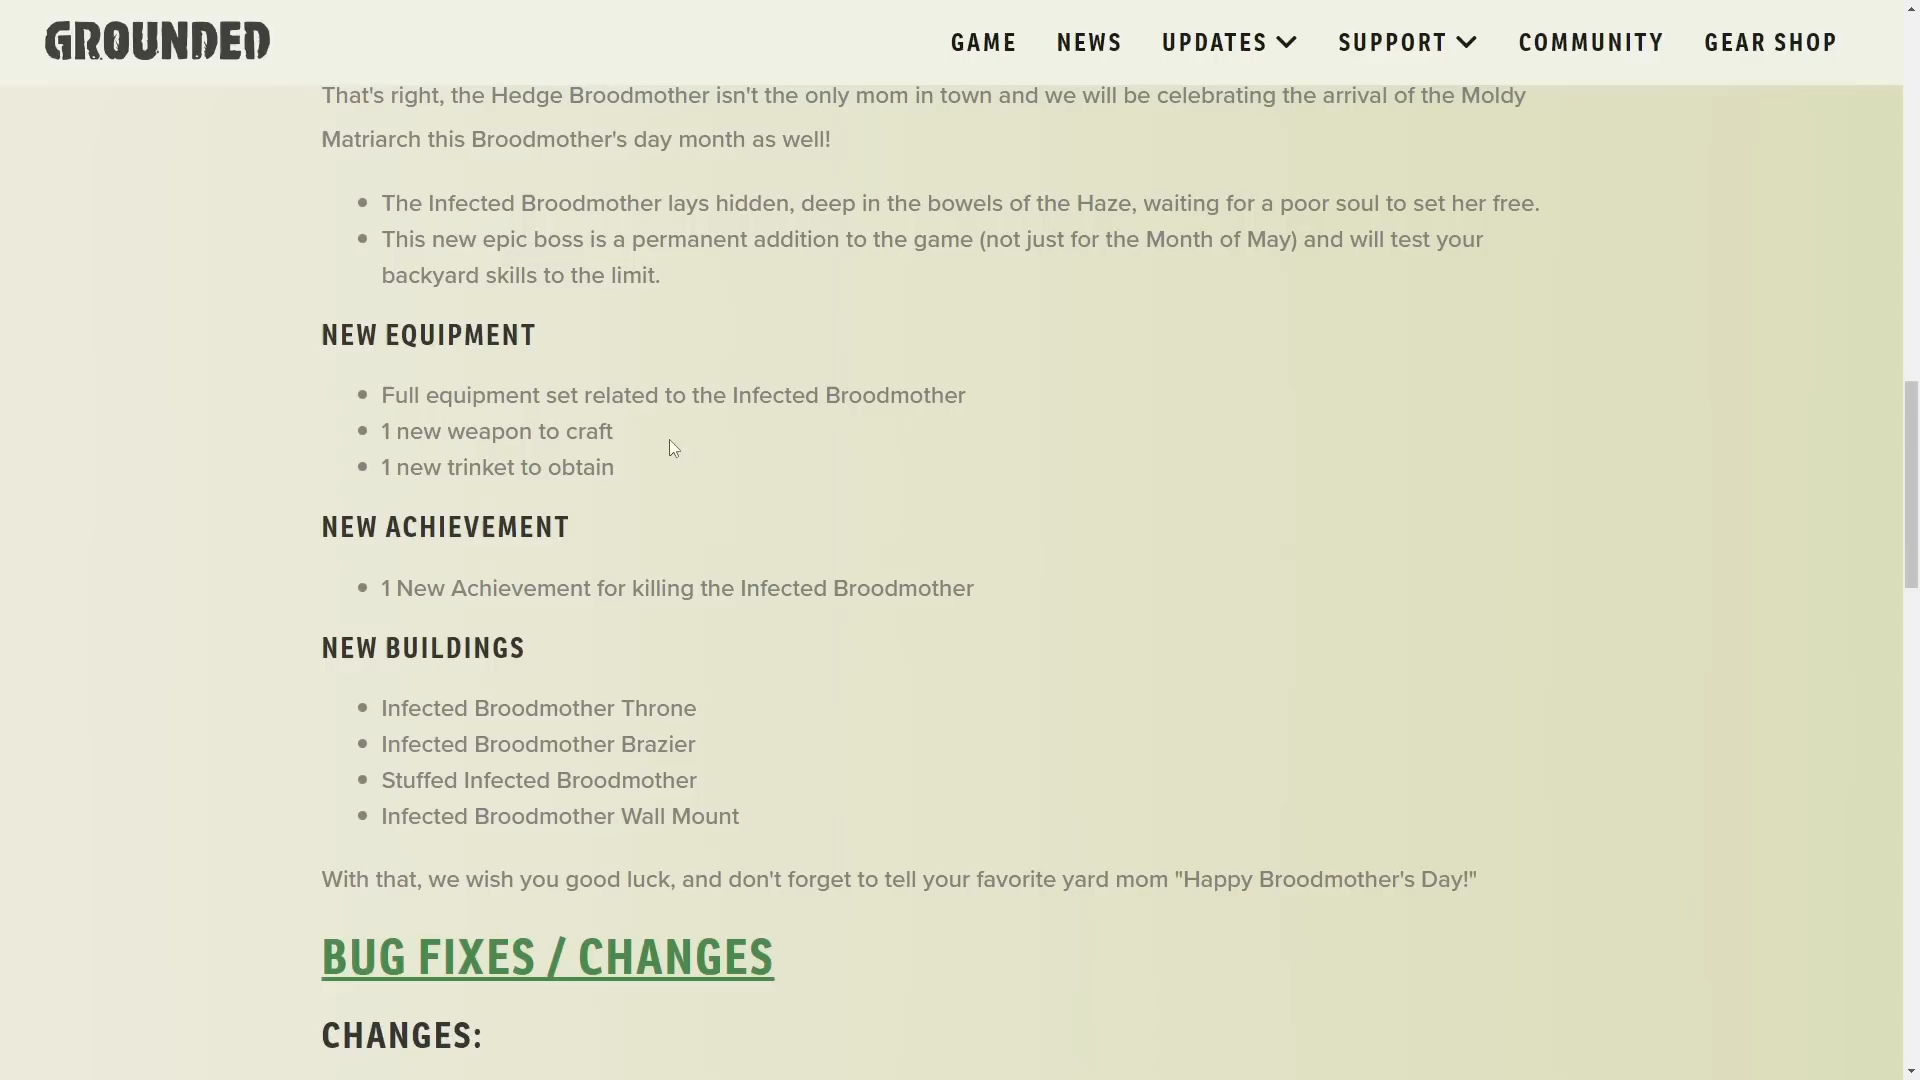 GROUNDED
GAME NEWS UPDATES SUPPORT COMMUNITY GEAR SHOP
That's right, the Hedge Broodmother isn't the only mom in town and we will be celebrating the arrival of the Moldy
Matriarch this Broodmother's day month as well!
The Infected Broodmother lays hidden, deep in the bowels of the Haze, waiting for a poor soul to set her free.
This new epic boss is a permanent addition to the game (not just for the Month of May) and will test your
backyard skills to the limit.
NEW EQUIPMENT
Full equipment set related to the Infected Broodmother
1 new weapon to craft
1 new trinket to obtain
NEW ACHIEVEMENT
1 New Achievement for killing the Infected Broodmother
NEW BUILDINGS
Infected Broodmother Throne
Infected Broodmother Brazier
Stuffed Infected Broodmother
Infected Broodmother Wall Mount
With that, we wish you good luck, and don't forget to tell your favorite yard mom "Happy Broodmother's Day!"
BUG FIXES / CHANGES
CHANGES: